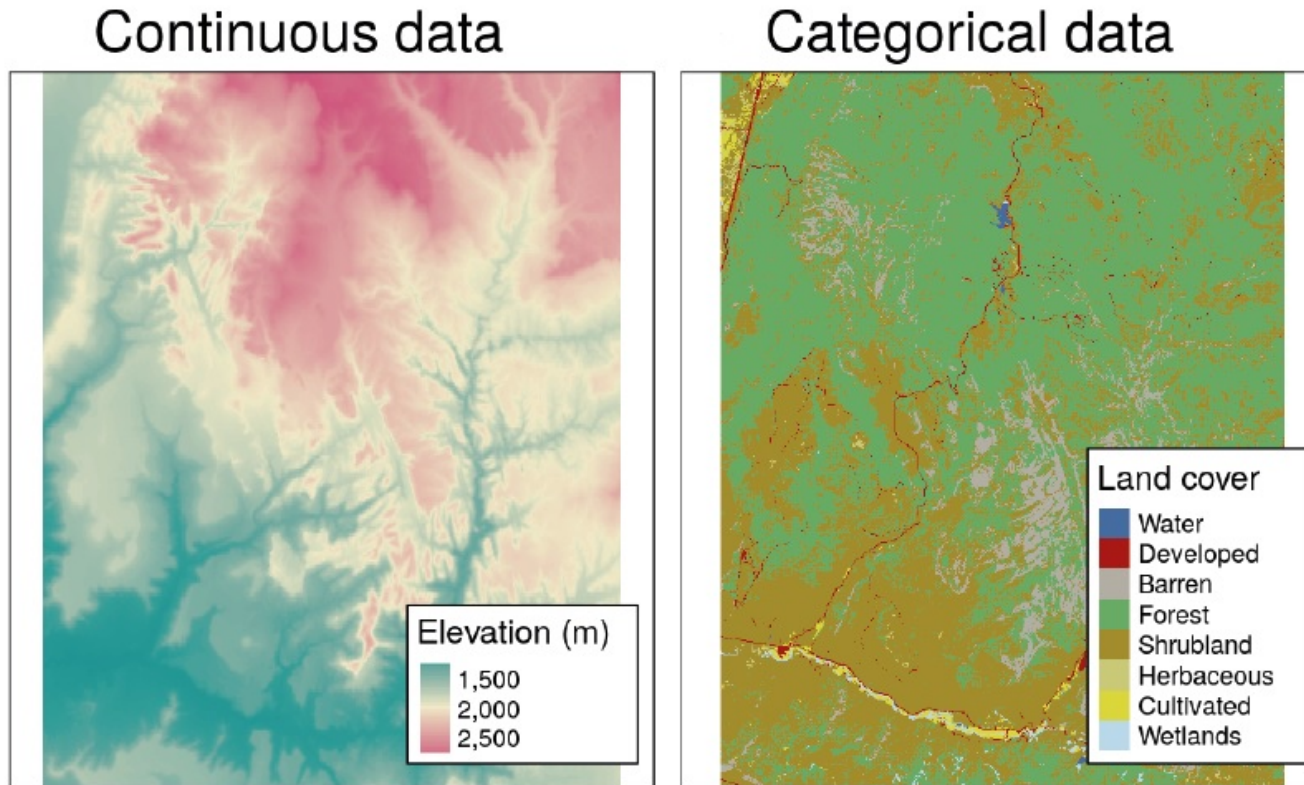 Continuous data
Elevation (m)
1,500
2,000
2,500
Categorical data
Land cover
Water
Developed
Barren
Forest
Shrubland
Herbaceous
Cultivated
Wetlands